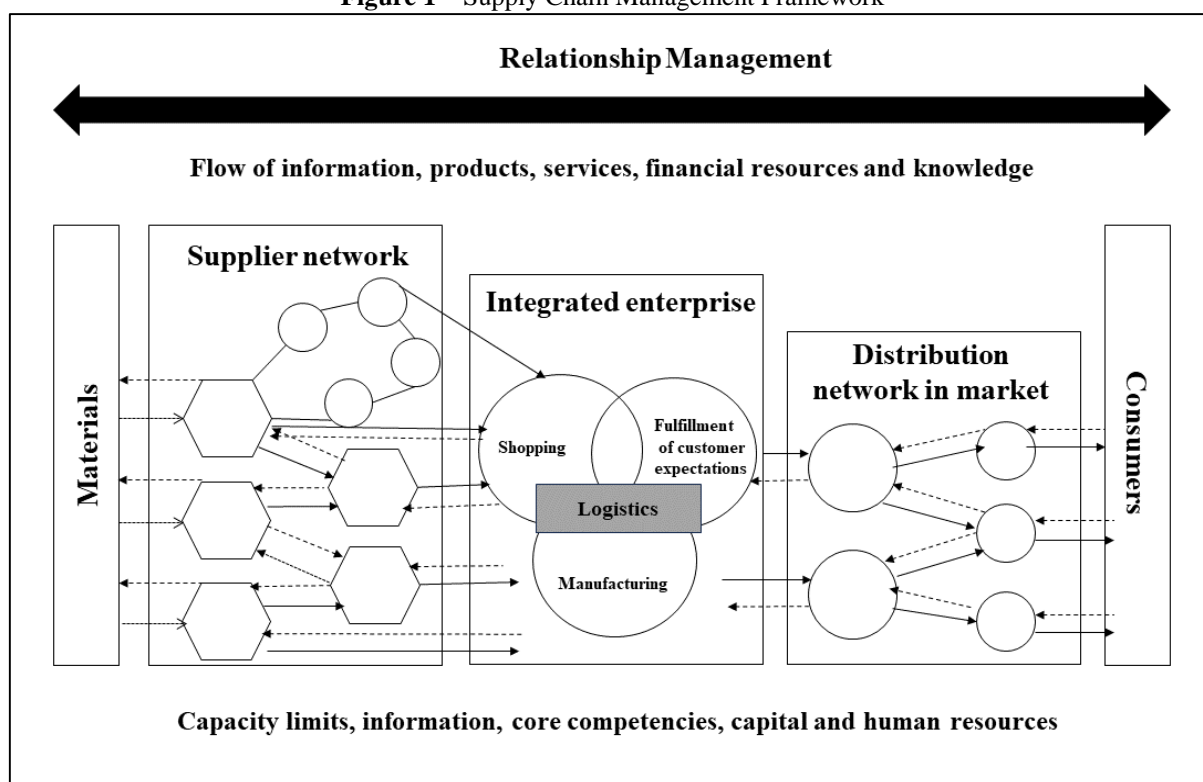 Figure 1 – Supply Chain Management Framework
Relationship Management
Flow of information, products, services, financial resources and knowledge
Materials
Supplier network
Integrated enterprise
Shopping
Fulfillment
of customer
expectations
Logistics
Manufacturing
Distribution
network in market
Consumers
Capacity limits, information, core competencies, capital and human resources